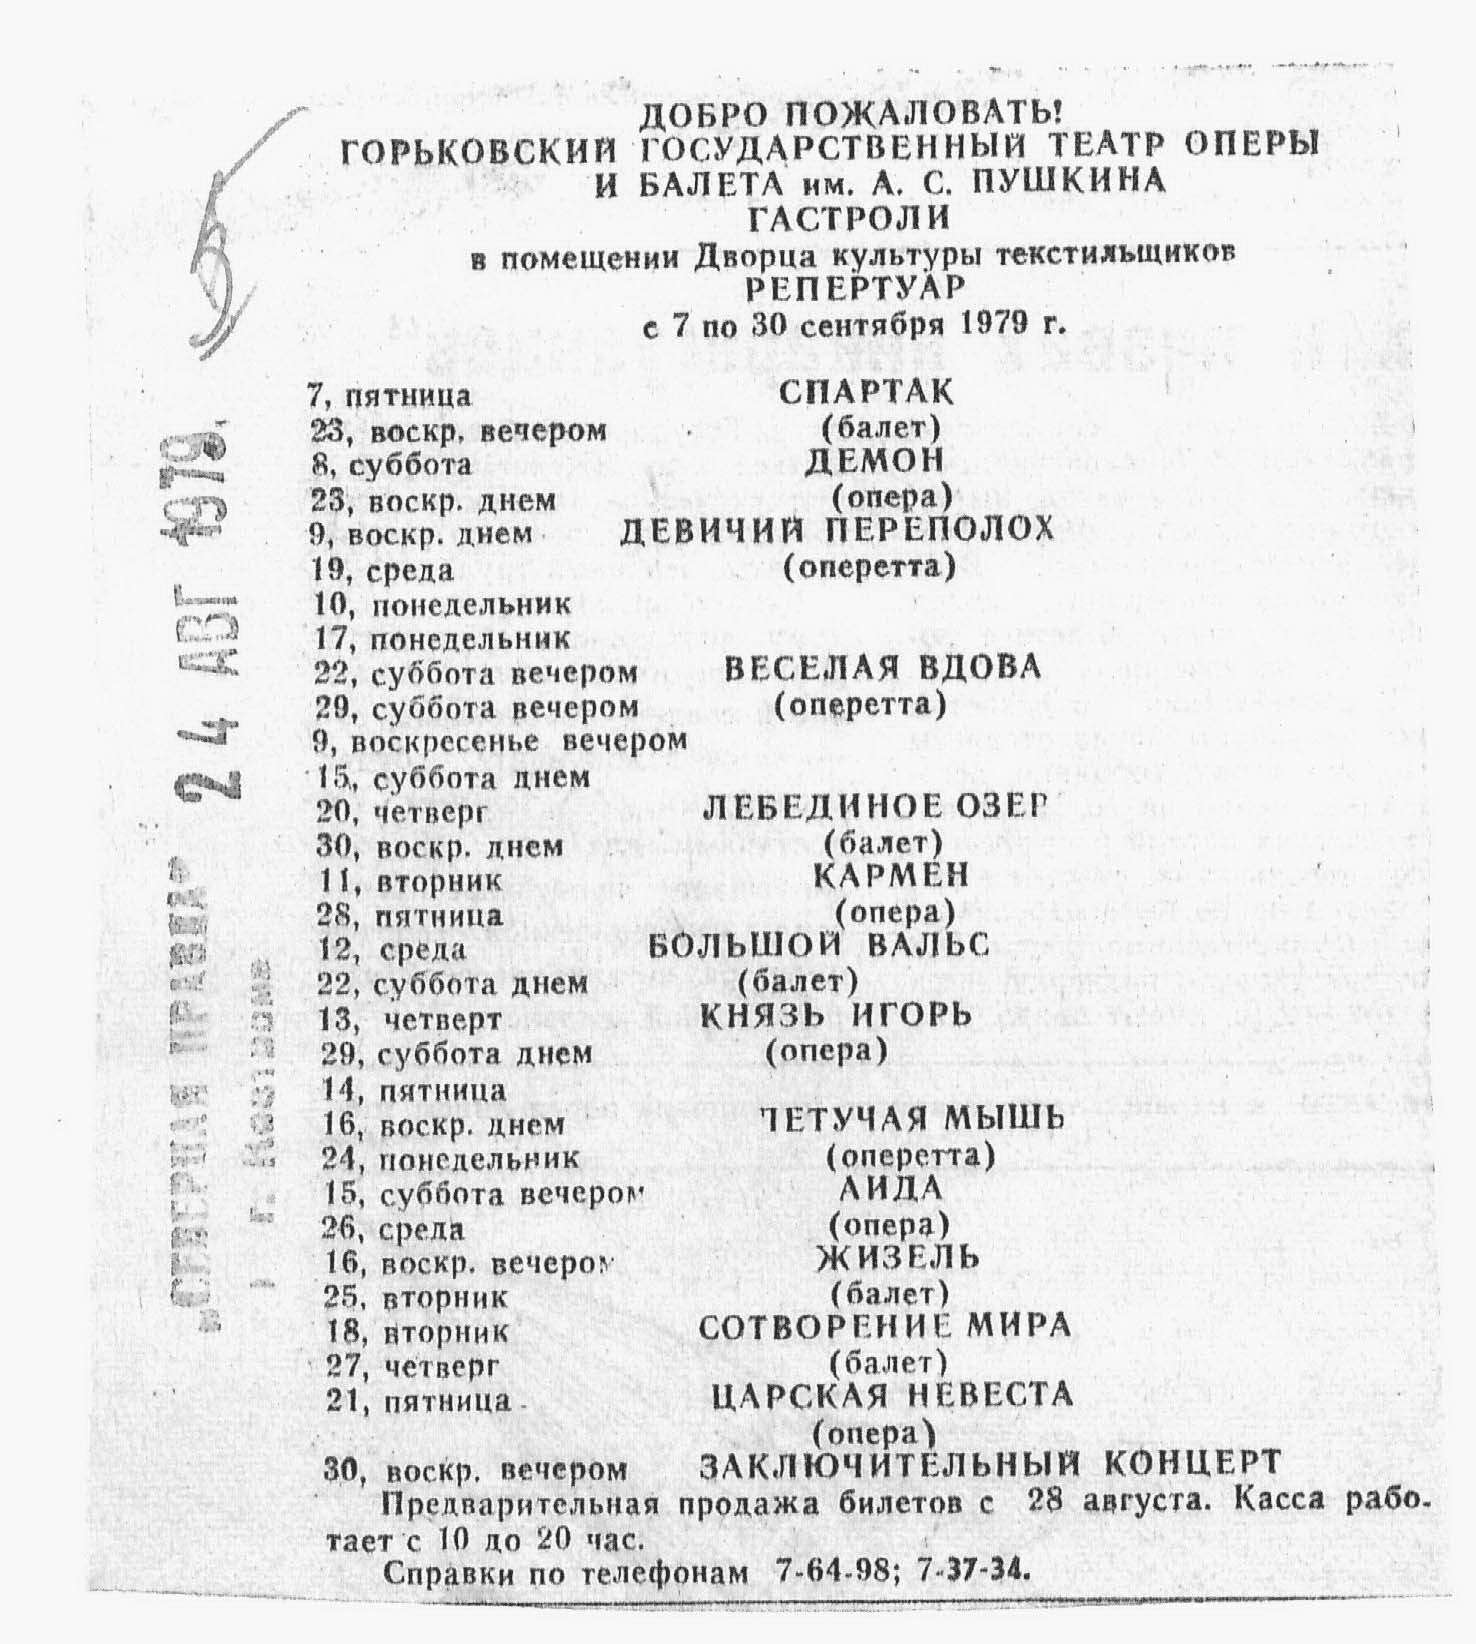 ДОБРО ПОЖАЛОВАТЬ!
ГОРЬКОВСКИЙ ГОСУДАРСТВЕННЫЙ ТЕАТР ОПЕРЫ
И БАЛЕТА им. А. С. ПУШКИНА
ГАСТРОЛИ
в помещении Дворца культуры текстильщиков
РЕПЕРТУАР
с 7 по 30 сентября 1979 г.
7, пятница СПАРТАК
23, воскр. вечером (балет)
8, суббота ДЕМОН
23, воскр. днем (опера)
9, воскр. днем ДЕВИЧИЙ ПЕРЕПОЛОХ
19, среда (оперетта)
10, понедельник
17, понедельник
22, суббота вечером ВЕСЕЛАЯ ВДОВА
29, суббота вечером (оперетта)
9, воскресенье вечером
15, суббота днем
20, четверг ЛЕБЕДИНОЕ ОЗЕР
30, воскр. днем (балет)
11, вторник КАРМЕН
28, пятница (опера)
12, среда БОЛЬШОЙ ВАЛЬС
22, суббота днем (балет)
13, четверт КНЯЗЬ ИГОРЬ
29, суббота днем (опера)
14, пятница
16, воскр. днем ЛЕТУЧАЯ МЫШЬ
24, понедельник (оперетта)
15, суббота вечером АИДА
26, среда (опера)
16, воскр. вечером ЖИЗЕЛЬ
25, вторник (балет)
18, вторник СОТВОРЕНИЕ МИРА
27, четверг (балет)
21, пятница ЦАРСКАЯ НЕВЕСТА
(опера)
30, воскр. вечером ЗАКЛЮЧИТЕЛЬНЫЙ КОНЦЕРТ
Предварительная продажа билетов с 28 августа. Касса рабо-
тает с 10 до 20 час.
Справки по телефонам 7-64-98; 7-37-34.
„СЕВЕРНАЯ ПРАВДА" 24 АВГ 1979
г. Кострома